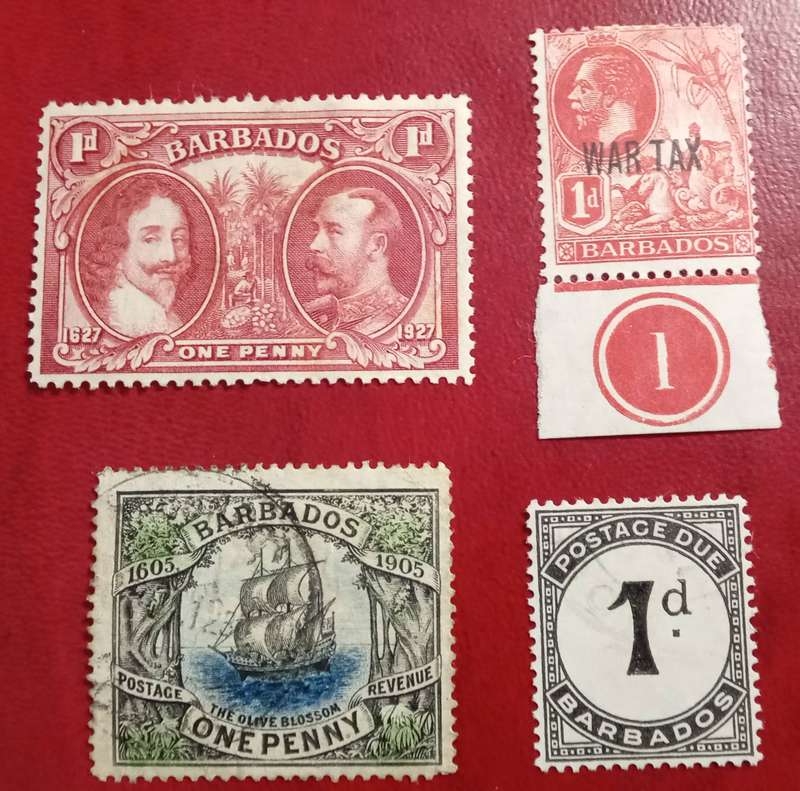 1d BARBADOS 1d
1627 1927
ONE PENNY
WAR TAX
1d
BARBADOS
1
BARBADOS
1605 1905
POSTAGE REVENUE
THE OLIVE BLOSSOM
ONE PENNY
POSTAGE DUE
1d.
BARBADOS